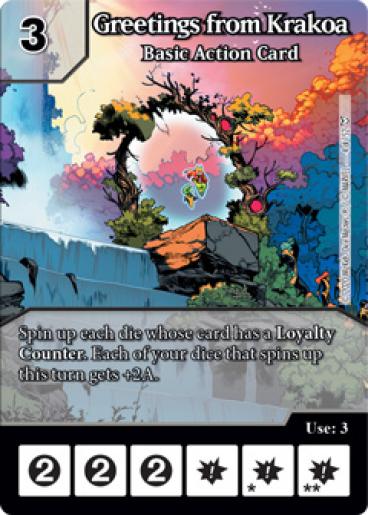 3
Greetings from Krakoa
Basic Action Card
Spin up each die whose card has a Loyalty
Counter. Each of your dice that spins up
this turn gets +2A.
Use: 3
2 2 2 ! ! !
* **